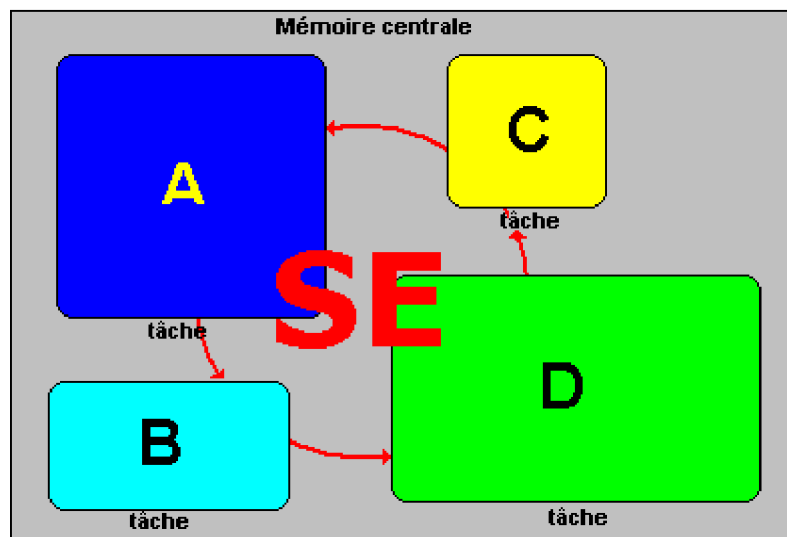 Mémoire centrale
A
C
tâche
SE
tâche
D
B
tâche
tâche